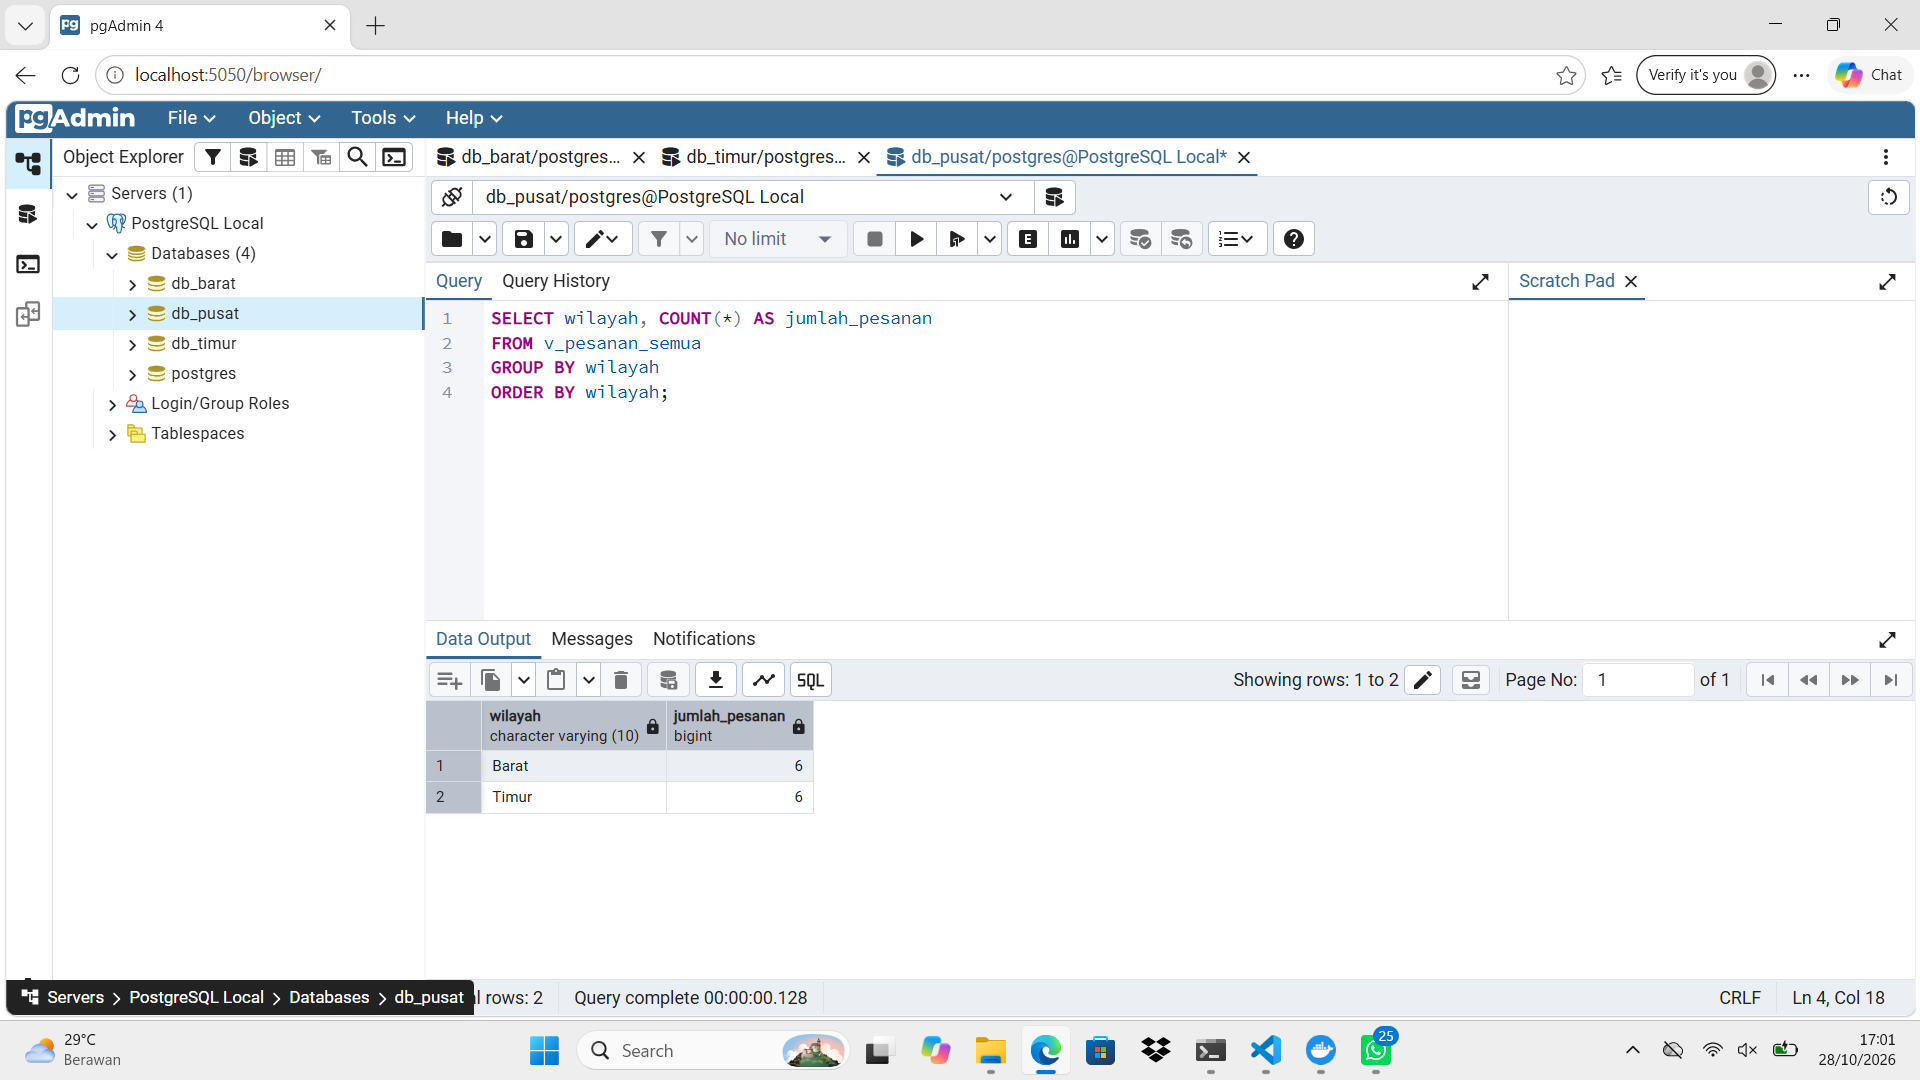 pgAdmin 4
localhost:5050/browser/
Verify it's you
Chat
pgAdmin File Object Tools Help
Object Explorer
db_barat/postgres...
db_timur/postgres...
db_pusat/postgres@PostgreSQL Local*
Servers (1)
PostgreSQL Local
Databases (4)
db_barat
db_pusat
db_timur
postgres
Login/Group Roles
Tablespaces
db_pusat/postgres@PostgreSQL Local
No limit
E
Query Query History
Scratch Pad
1 SELECT wilayah, COUNT(*) AS jumlah_pesanan
2 FROM v_pesanan_semua
3 GROUP BY wilayah
4 ORDER BY wilayah;
Data Output Messages Notifications
SQL
Showing rows: 1 to 2
Page No: 1 of 1
wilayah jumlah_pesanan
character varying (10) bigint
1 Barat 6
2 Timur 6
Servers > PostgreSQL Local > Databases > db_pusat
l rows: 2
Query complete 00:00:00.128
CRLF
Ln 4, Col 18
29°C
Berawan
Search
25
17:01
28/10/2026